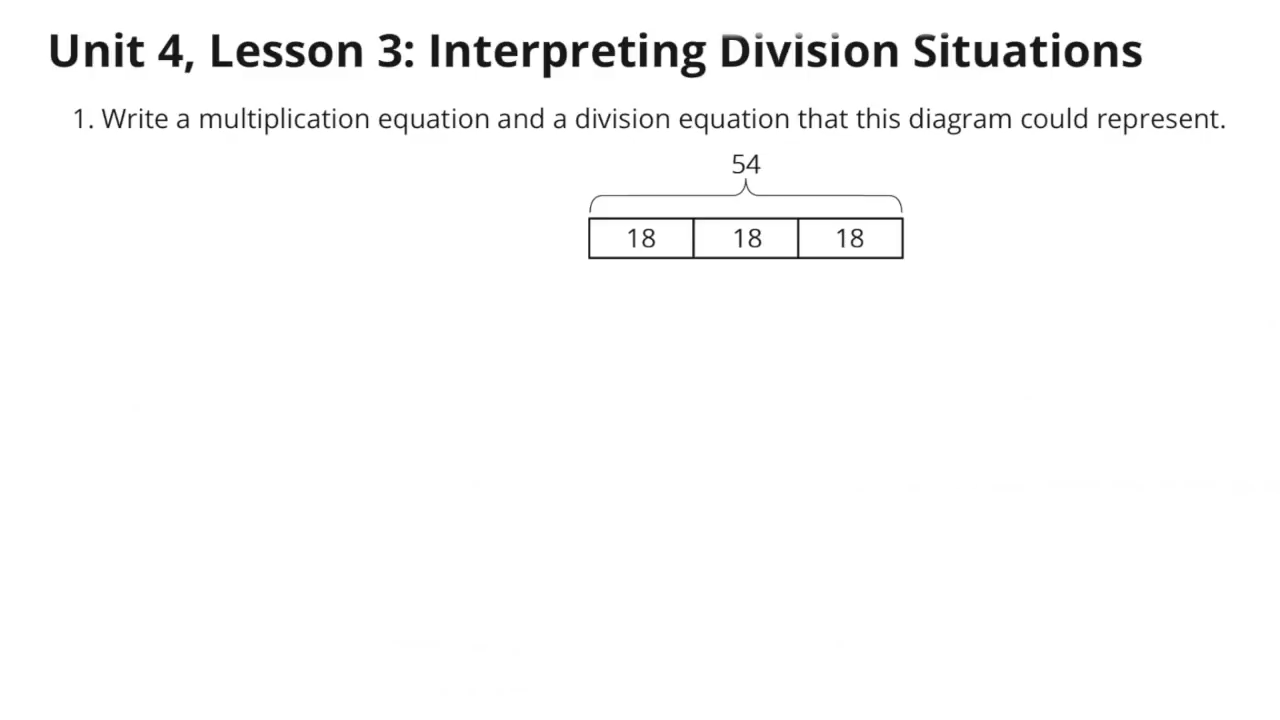 Unit 4, Lesson 3: Interpreting Division Situations
1. Write a multiplication equation and a division equation that this diagram could represent.
54
18 18 18